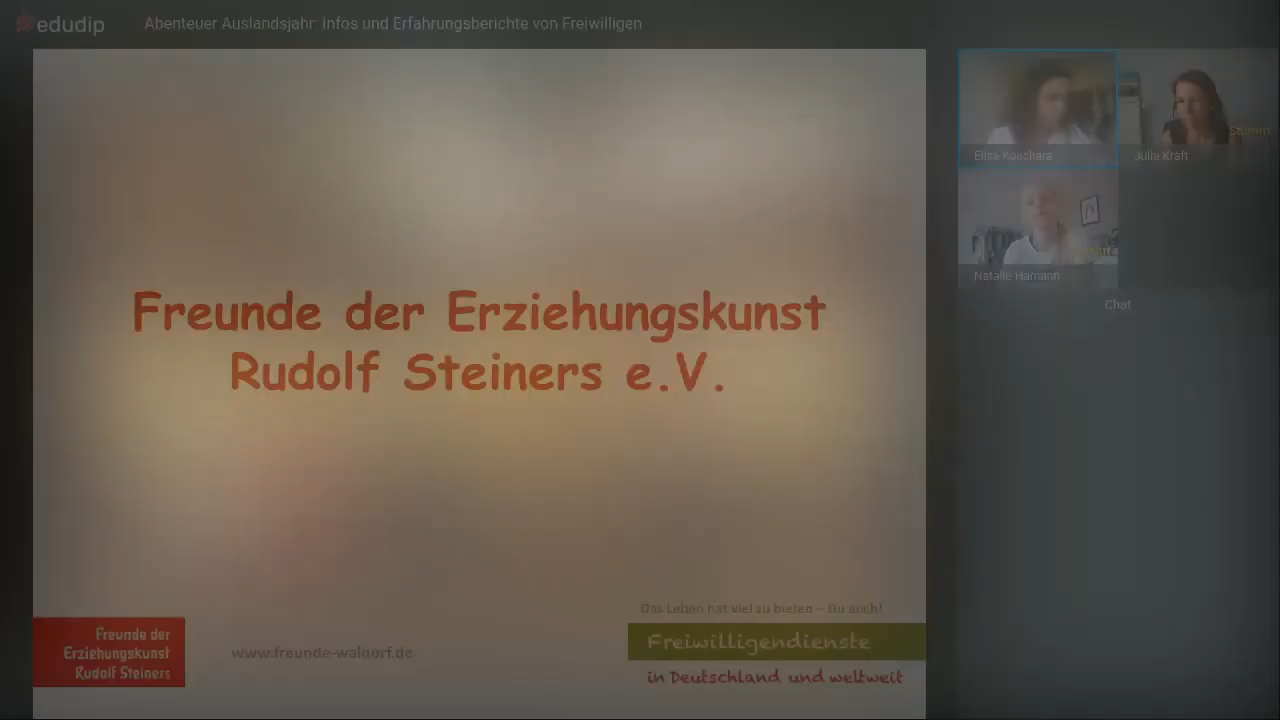 edudip
Abenteuer Auslandsjahr: Infos und Erfahrungsberichte von Freiwilligen
Stumm
Elisa Kaschara
Julia Kraft
Natalie Hamann
Chat
Freunde der Erziehungskunst
Rudolf Steiners e.V.
Das Leben hat viel zu bieten – Du auch!
Freunde der
Erziehungskunst
Rudolf Steiners
www.freunde-waldorf.de
Freiwilligendienste
in Deutschland und weltweit